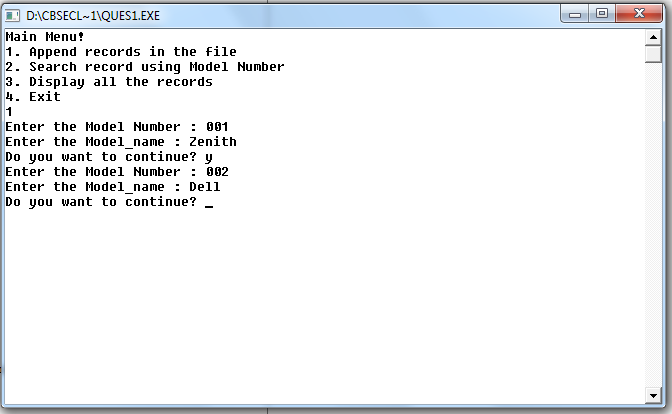 D:\CBSECL~1\QUES1.EXE
Main Menu!
1. Append records in the file
2. Search record using Model Number
3. Display all the records
4. Exit
1
Enter the Model Number : 001
Enter the Model_name : Zenith
Do you want to continue? y
Enter the Model Number : 002
Enter the Model_name : Dell
Do you want to continue? _